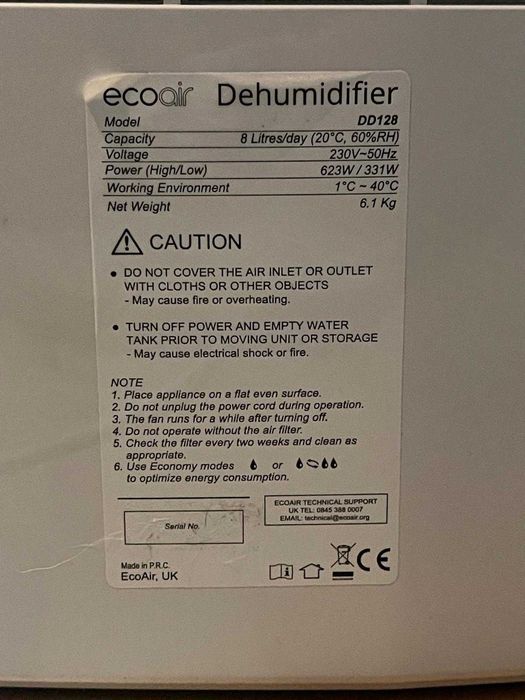 ecoair Dehumidifier
Model DD128
Capacity 8 Litres/day (20°C, 60%RH)
Voltage 230V~50Hz
Power (High/Low) 623W / 331W
Working Environment 1°C ~ 40°C
Net Weight 6.1 Kg
CAUTION
• DO NOT COVER THE AIR INLET OR OUTLET
WITH CLOTHS OR OTHER OBJECTS
- May cause fire or overheating.
• TURN OFF POWER AND EMPTY WATER
TANK PRIOR TO MOVING UNIT OR STORAGE
- May cause electrical shock or fire.
NOTE
1. Place appliance on a flat even surface.
2. Do not unplug the power cord during operation.
3. The fan runs for a while after turning off.
4. Do not operate without the air filter.
5. Check the filter every two weeks and clean as
appropriate.
6. Use Economy modes or
to optimize energy consumption.
ECOAIR TECHNICAL SUPPORT
UK TEL: 0845 388 0007
EMAIL: technical@ecoair.org
Serial No.
Made in P.R.C.
EcoAir, UK
CE